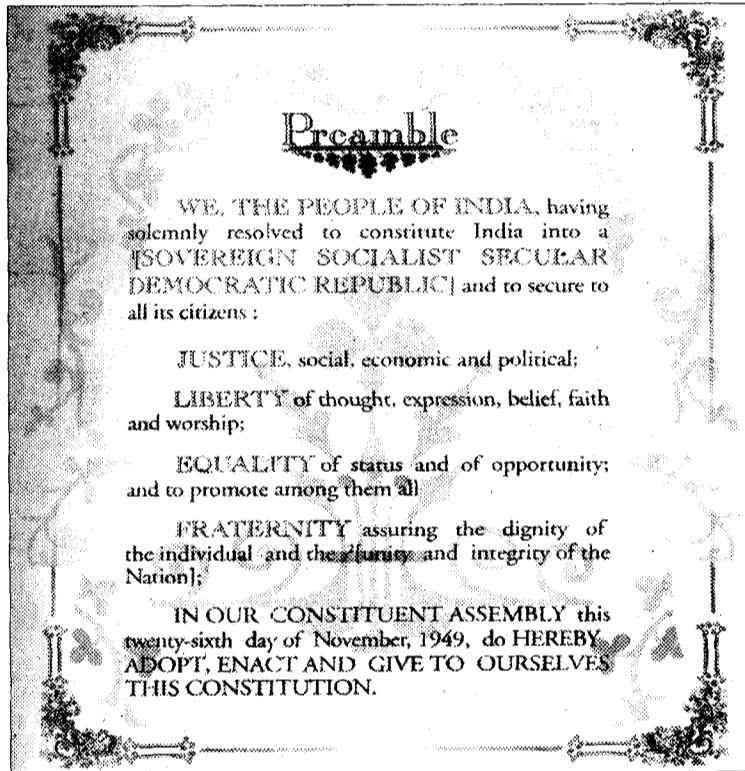 Preamble
WE, THE PEOPLE OF INDIA, having
solemnly resolved to constitute India into a
[SOVEREIGN SOCIALIST SECULAR
DEMOCRATIC REPUBLIC] and to secure to
all its citizens :
JUSTICE, social, economic and political;
LIBERTY of thought, expression, belief, faith
and worship;
EQUALITY of status and of opportunity;
and to promote among them all
FRATERNITY assuring the dignity of
the individual and the [unity and integrity of the
Nation];
IN OUR CONSTITUENT ASSEMBLY this
twenty-sixth day of November, 1949, do HEREBY
ADOPT, ENACT AND GIVE TO OURSELVES
THIS CONSTITUTION.